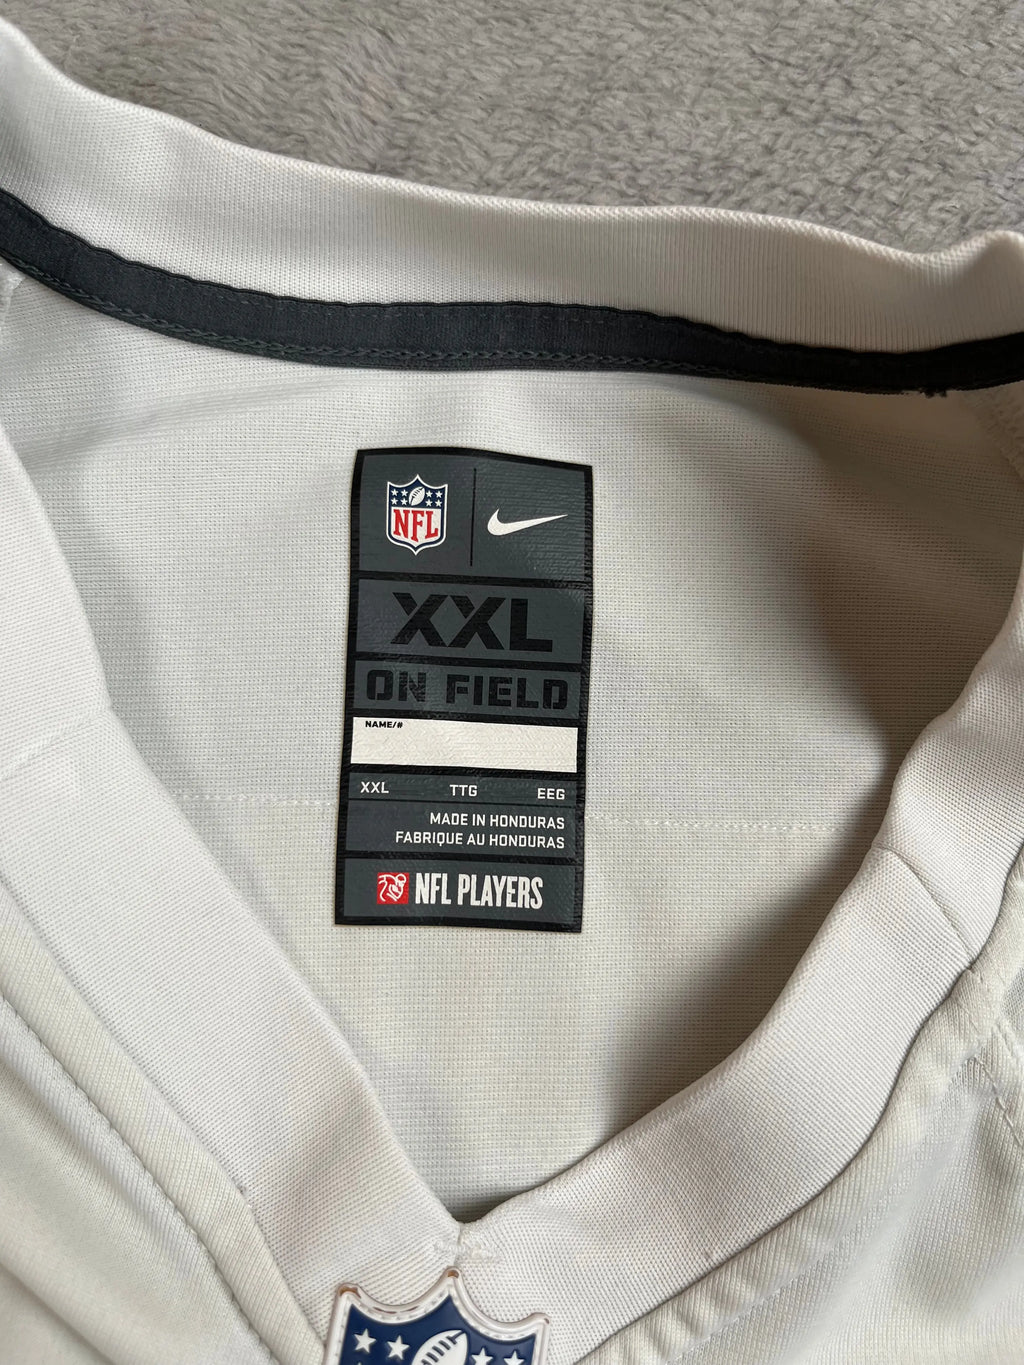 NFL
XXL
ON FIELD
NAME/#
XXL TTG EEG
MADE IN HONDURAS
FABRIQUE AU HONDURAS
NFL PLAYERS